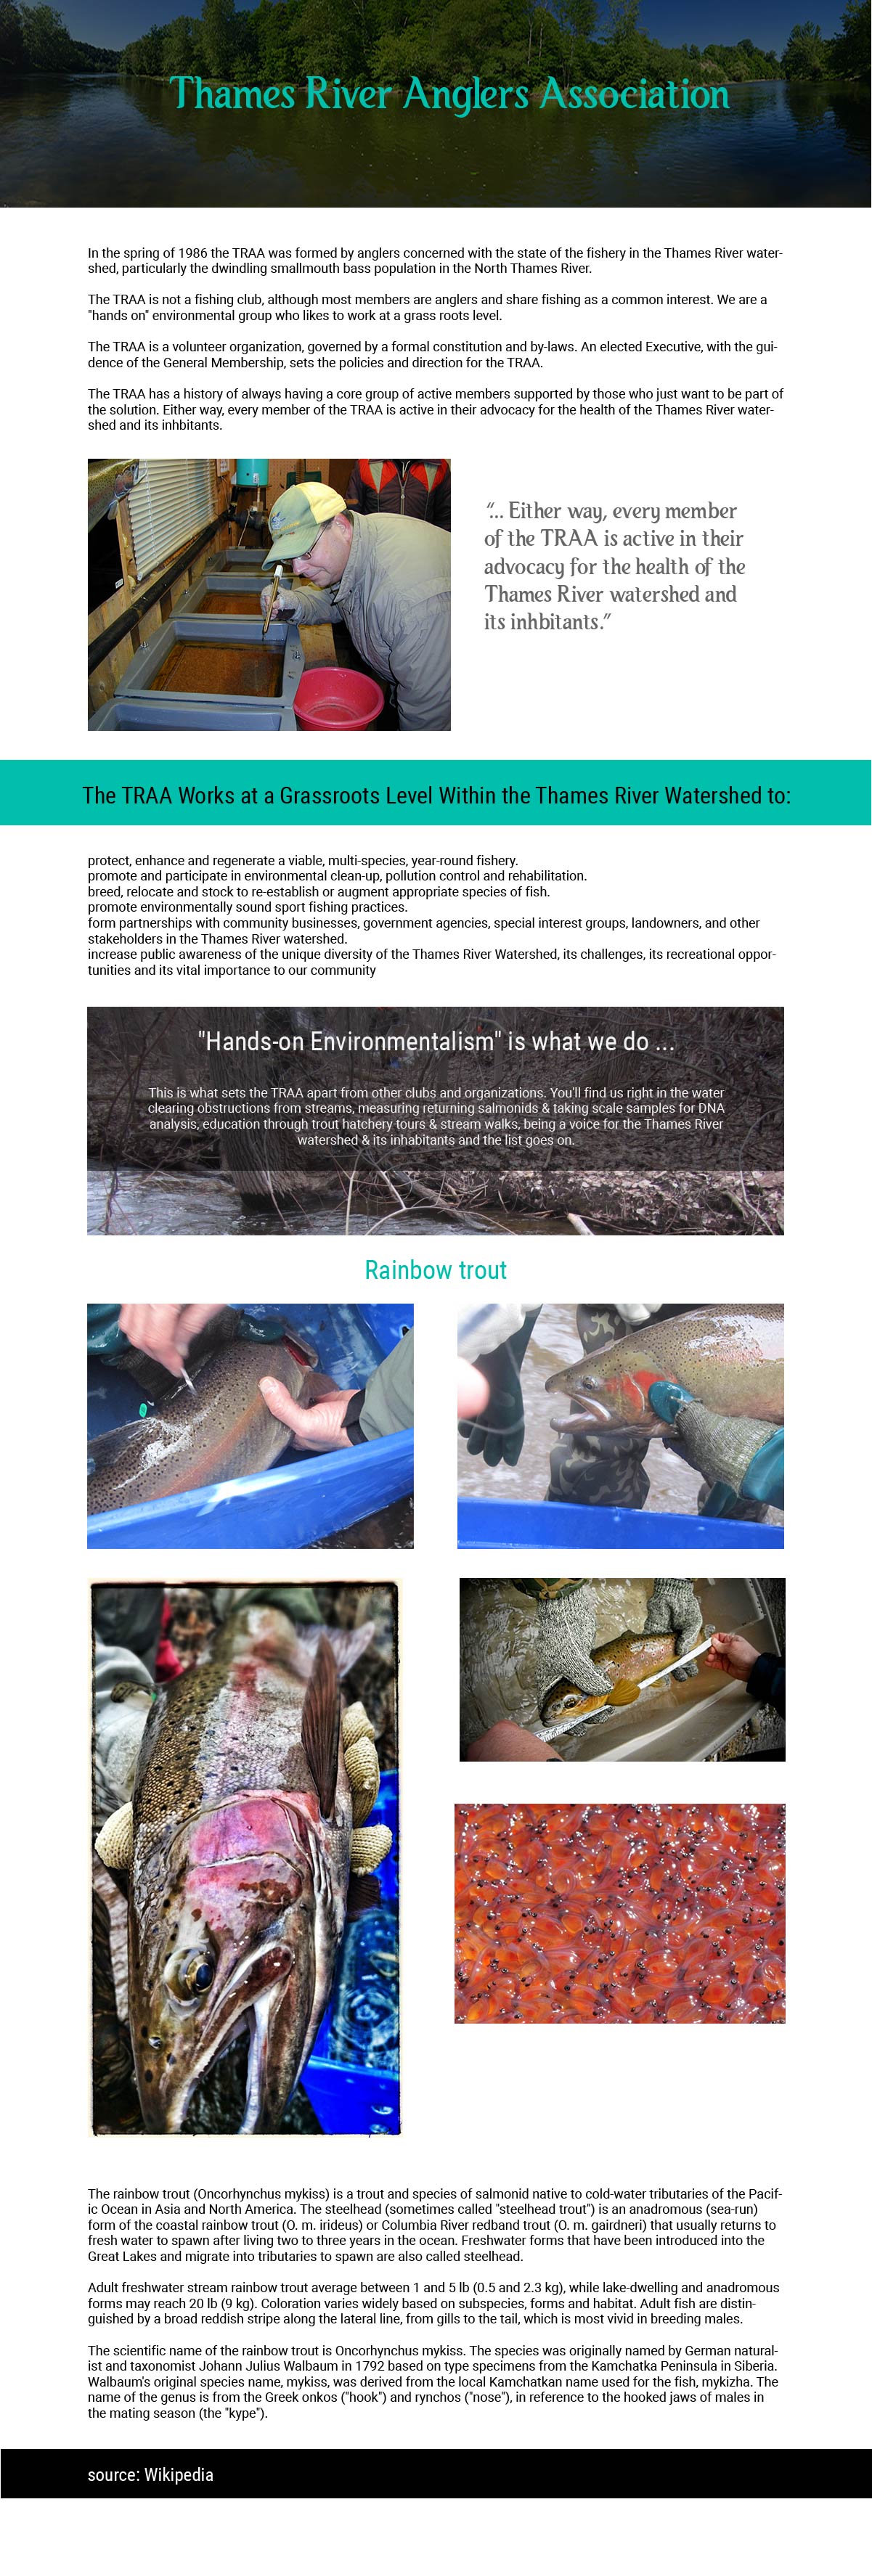 Thames River Anglers Association
In the spring of 1986 the TRAA was formed by anglers concerned with the state of the fishery in the Thames River water-
shed, particularly the dwindling smallmouth bass population in the North Thames River.
The TRAA is not a fishing club, although most members are anglers and share fishing as a common interest. We are a
"hands on" environmental group who likes to work at a grass roots level.
The TRAA is a volunteer organization, governed by a formal constitution and by-laws. An elected Executive, with the gui-
dence of the General Membership, sets the policies and direction for the TRAA.
The TRAA has a history of always having a core group of active members supported by those who just want to be part of
the solution. Either way, every member of the TRAA is active in their advocacy for the health of the Thames River water-
shed and its inhbitants.
“... Either way, every member
of the TRAA is active in their
advocacy for the health of the
Thames River watershed and
its inhbitants.”
The TRAA Works at a Grassroots Level Within the Thames River Watershed to:
protect, enhance and regenerate a viable, multi-species, year-round fishery.
promote and participate in environmental clean-up, pollution control and rehabilitation.
breed, relocate and stock to re-establish or augment appropriate species of fish.
promote environmentally sound sport fishing practices.
form partnerships with community businesses, government agencies, special interest groups, landowners, and other
stakeholders in the Thames River watershed.
increase public awareness of the unique diversity of the Thames River Watershed, its challenges, its recreational oppor-
tunities and its vital importance to our community
"Hands-on Environmentalism" is what we do ...
This is what sets the TRAA apart from other clubs and organizations. You'll find us right in the water
clearing obstructions from streams, measuring returning salmonids & taking scale samples for DNA
analysis, education through trout hatchery tours & stream walks, being a voice for the Thames River
watershed & its inhabitants and the list goes on.
Rainbow trout
The rainbow trout (Oncorhynchus mykiss) is a trout and species of salmonid native to cold-water tributaries of the Pacif-
ic Ocean in Asia and North America. The steelhead (sometimes called "steelhead trout") is an anadromous (sea-run)
form of the coastal rainbow trout (O. m. irideus) or Columbia River redband trout (O. m. gairdneri) that usually returns to
fresh water to spawn after living two to three years in the ocean. Freshwater forms that have been introduced into the
Great Lakes and migrate into tributaries to spawn are also called steelhead.
Adult freshwater stream rainbow trout average between 1 and 5 lb (0.5 and 2.3 kg), while lake-dwelling and anadromous
forms may reach 20 lb (9 kg). Coloration varies widely based on subspecies, forms and habitat. Adult fish are distin-
guished by a broad reddish stripe along the lateral line, from gills to the tail, which is most vivid in breeding males.
The scientific name of the rainbow trout is Oncorhynchus mykiss. The species was originally named by German natural-
ist and taxonomist Johann Julius Walbaum in 1792 based on type specimens from the Kamchatka Peninsula in Siberia.
Walbaum's original species name, mykiss, was derived from the local Kamchatkan name used for the fish, mykizha. The
name of the genus is from the Greek onkos ("hook") and rynchos ("nose"), in reference to the hooked jaws of males in
the mating season (the "kype").
source: Wikipedia